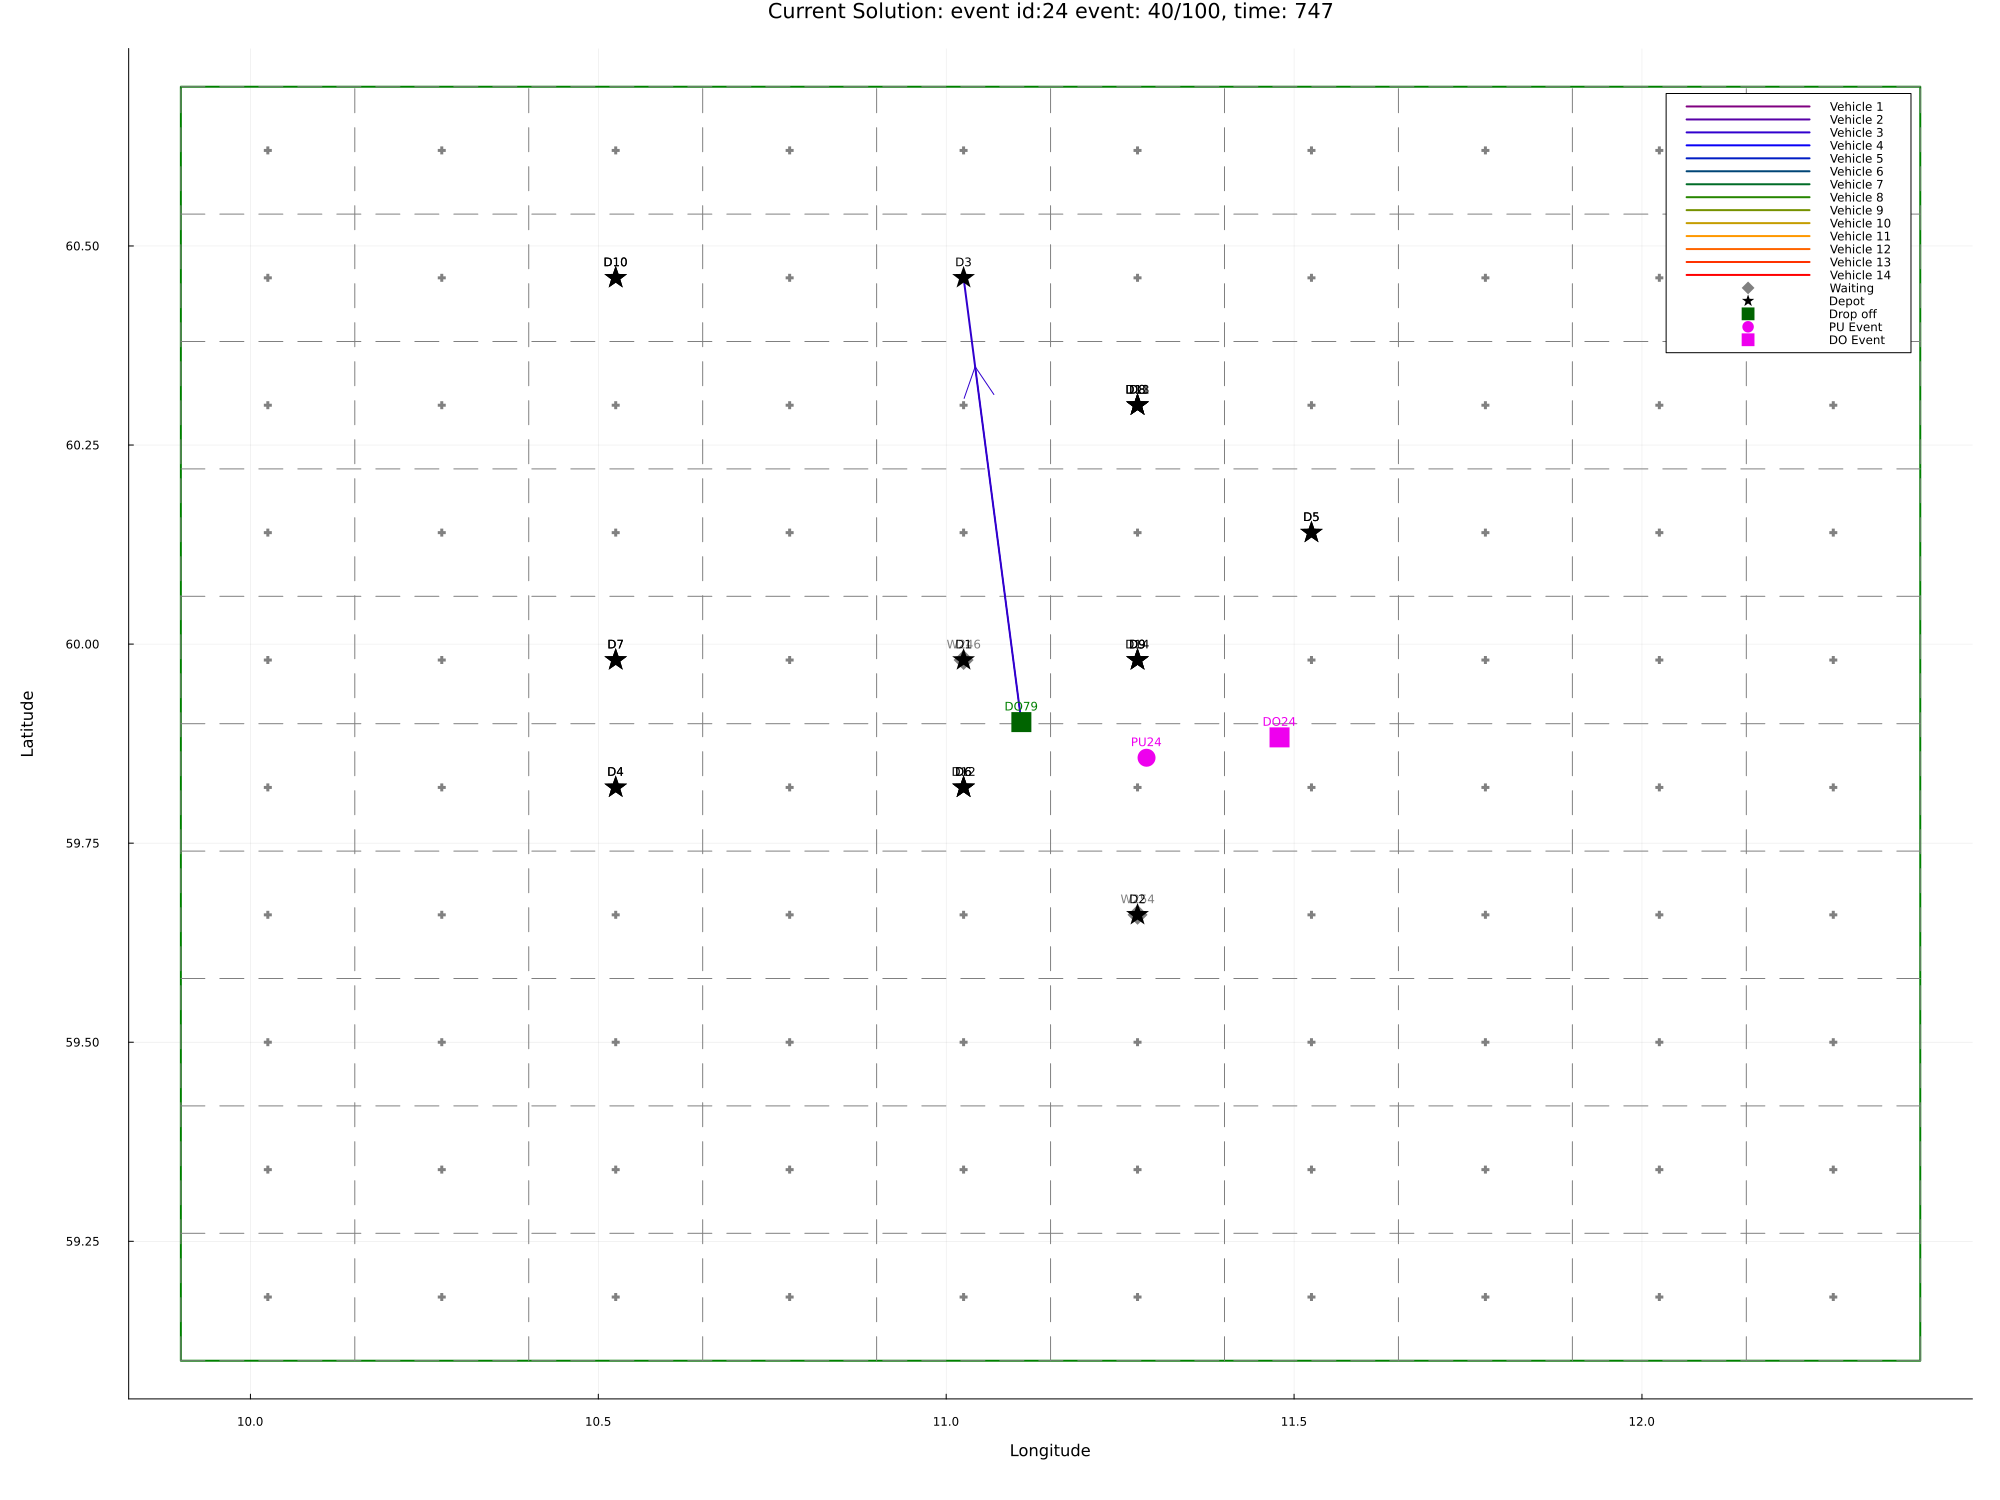 Current Solution: event id:24 event: 40/100, time: 747
Vehicle 1
Vehicle 2
Vehicle 3
Vehicle 4
Vehicle 5
Vehicle 6
Vehicle 7
Vehicle 8
Vehicle 9
Vehicle 10
Vehicle 11
Vehicle 12
Vehicle 13
Vehicle 14
Waiting
Depot
Drop off
PU Event
DO Event
60.50
D10
D3
60.25
D5
60.00
D7
D1
D9
DO79
DO24
PU24
Latitude
D4
D6
59.75
D2
59.50
59.25
10.0
10.5
11.0
11.5
12.0
Longitude